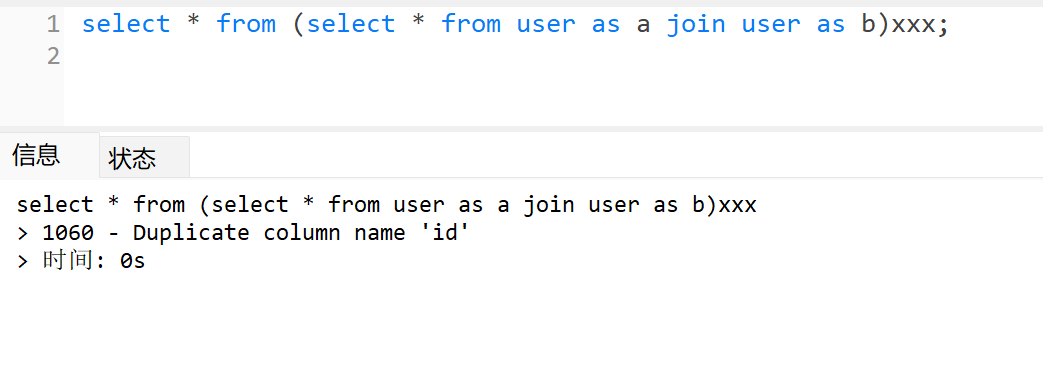 1 select * from (select * from user as a join user as b)xxx;
2
信息 状态
select * from (select * from user as a join user as b)xxx
> 1060 - Duplicate column name 'id'
> 时间: 0s